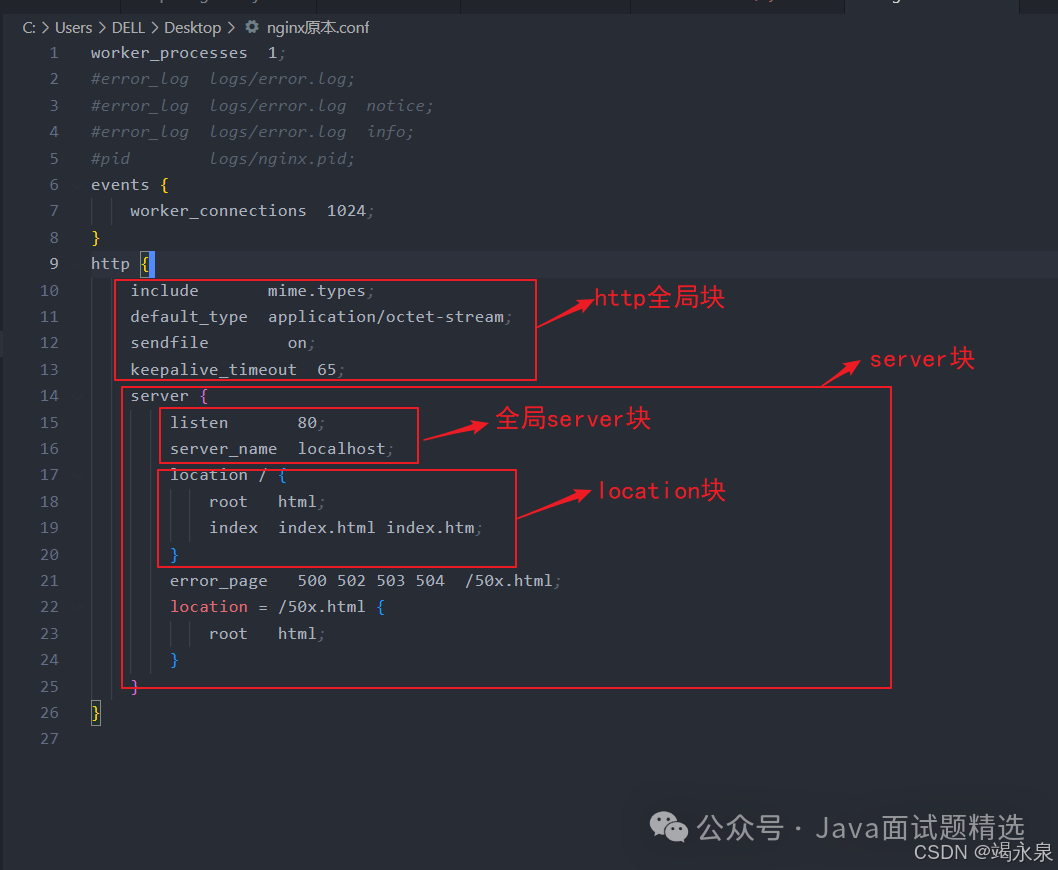 C: > Users > DELL > Desktop > nginx原本.conf
1 worker_processes  1;
2 #error_log  logs/error.log;
3 #error_log  logs/error.log  notice;
4 #error_log  logs/error.log  info;
5 #pid        logs/nginx.pid;
6 events {
7     worker_connections  1024;
8 }
9 http {
10     include       mime.types;
http全局块
11     default_type  application/octet-stream;
12     sendfile        on;
13     keepalive_timeout  65;
server块
14     server {
15         listen       80;
全局server块
16         server_name  localhost;
17         location / {
location块
18             root   html;
19             index  index.html index.htm;
20         }
21         error_page   500 502 503 504  /50x.html;
22         location = /50x.html {
23             root   html;
24         }
25     }
26 }
27
公众号 · Java面试题精选
CSDN @竭永泉